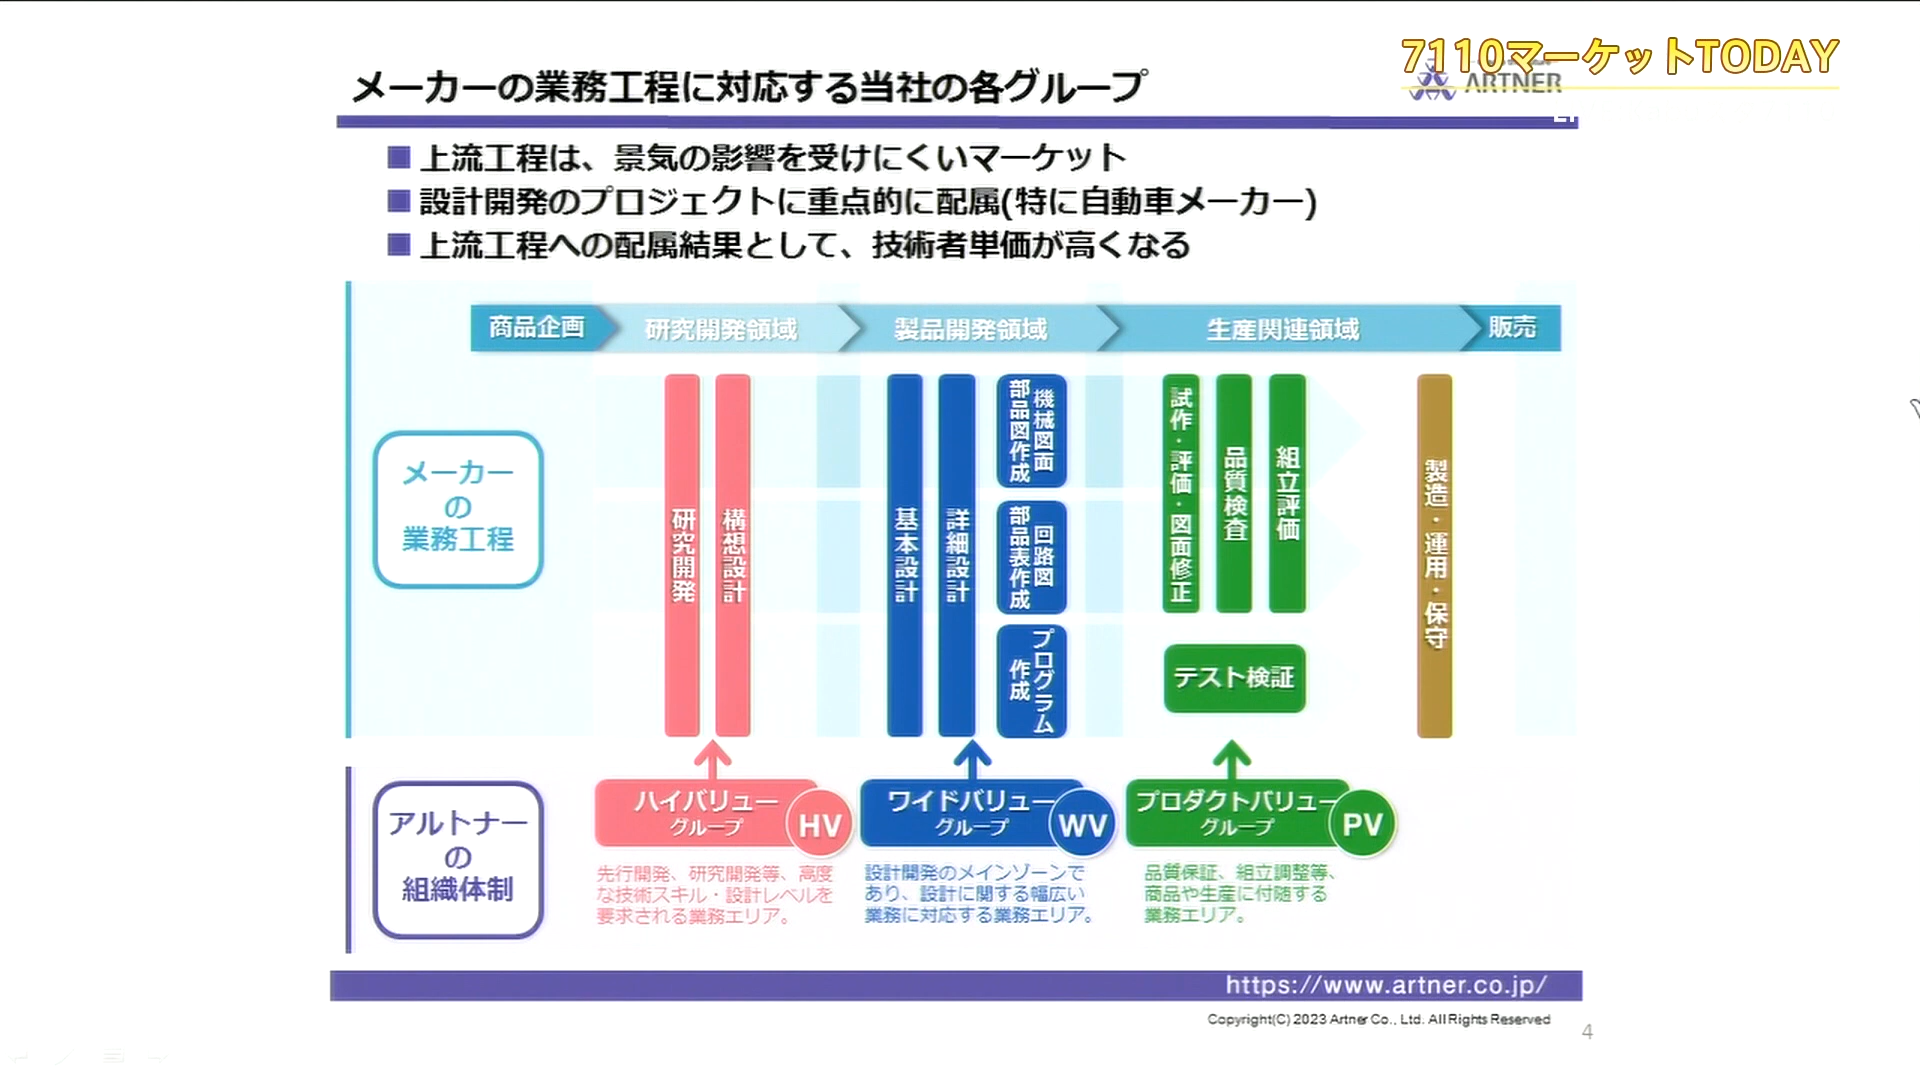 7110マーケットTODAY
メーカーの業務工程に対応する当社の各グループ
ARTNER
■上流工程は、景気の影響を受けにくいマーケット
■設計開発のプロジェクトに重点的に配属(特に自動車メーカー)
■上流工程への配属結果として、技術者単価が高くなる
商品企画
研究開発領域
製品開発領域
生産関連領域
販売
メーカー
の
業務工程
研究開発
構想設計
基本設計
詳細設計
機械図面
部品図作成
回路図
部品表作成
プログラム
作成
試作・評価・図面修正
品質検査
組立評価
テスト検証
製造・運用・保守
アルトナー
の
組織体制
ハイバリュー
グループ
HV
先行開発、研究開発等、高度
な技術スキル・設計レベルを
要求される業務エリア。
ワイドバリュー
グループ
WV
設計開発のメインゾーンで
あり、設計に関する幅広い
業務に対応する業務エリア。
プロダクトバリュー
グループ
PV
品質保証、組立調整等、
商品や生産に付随する
業務エリア。
https://www.artner.co.jp/
Copyright(C) 2023 Artner Co., Ltd. All Rights Reserved
4